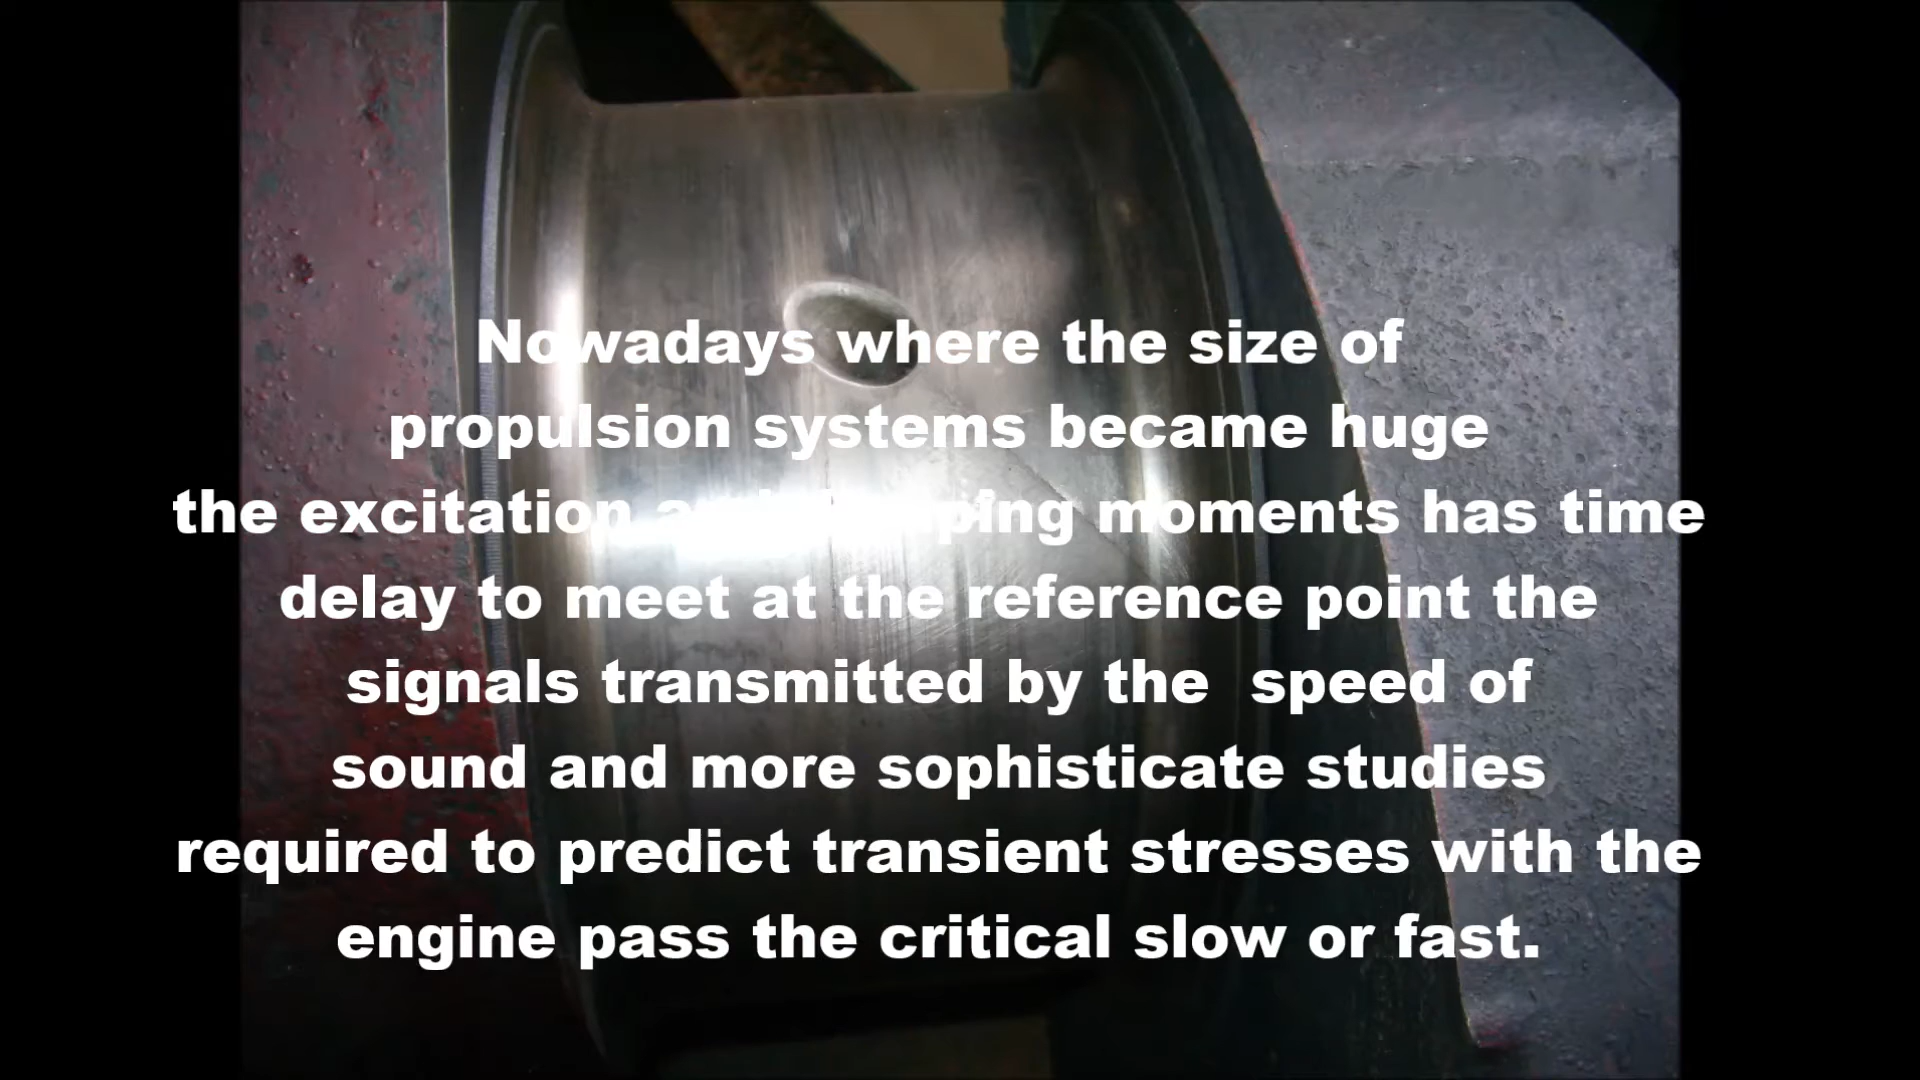 Nowadays where the size of
propulsion systems became huge
the excitation and damping moments has time
delay to meet at the reference point the
signals transmitted by the speed of
sound and more sophisticate studies
required to predict transient stresses with the
engine pass the critical slow or fast.